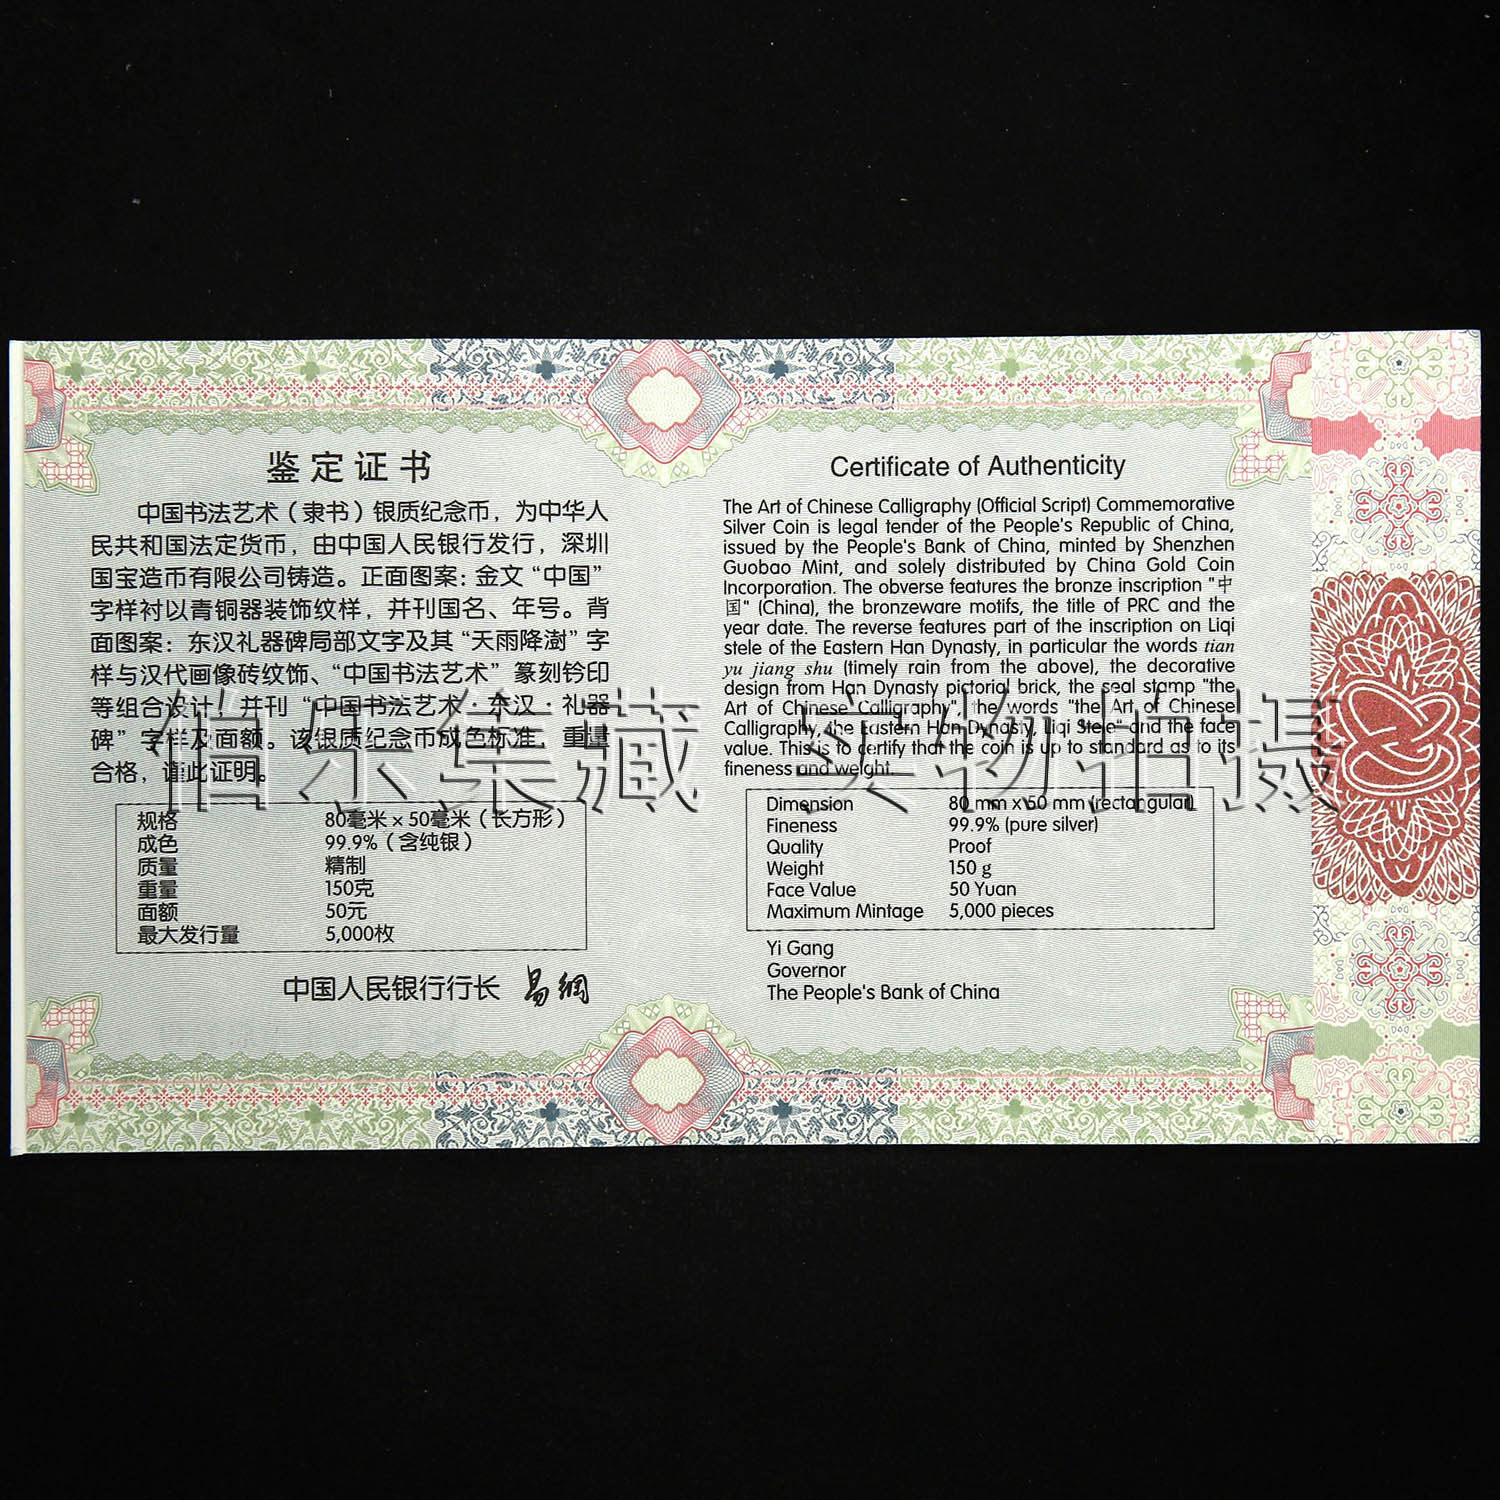 鉴定证书
中国书法艺术（隶书）银质纪念币，为中华人
民共和国法定货币，由中国人民银行发行，深圳
国宝造币有限公司铸造。正面图案：金文“中国”
字样衬以青铜器装饰纹样，并刊国名、年号。背
面图案：东汉礼器碑局部文字及其“天雨降澍”字
样与汉代画像砖纹饰、“中国书法艺术”篆刻钤印
等组合设计，并刊“中国书法艺术·东汉·礼器
碑”字样及面额。该银质纪念币成色标准，重量
合格，谨此证明。
规格 80毫米×50毫米（长方形）
成色 99.9%（含纯银）
质量 精制
重量 150克
面额 50元
最大发行量 5,000枚
中国人民银行行长 易纲
Certificate of Authenticity
The Art of Chinese Calligraphy (Official Script) Commemorative
Silver Coin is legal tender of the People's Republic of China,
issued by the People's Bank of China, minted by Shenzhen
Guobao Mint, and solely distributed by China Gold Coin
Incorporation. The obverse features the bronze inscription "中
国" (China), the bronzeware motifs, the title of PRC and the
year date. The reverse features part of the inscription on Liqi
stele of the Eastern Han Dynasty, in particular the words tian
yu jiang shu (timely rain from the above), the decorative
design from Han Dynasty pictorial brick, the seal stamp "the
Art of Chinese Calligraphy", the words "the Art of Chinese
Calligraphy, the Eastern Han Dynasty, Liqi Stele" and the face
value. This is to certify that the coin is up to standard as to its
fineness and weight.
Dimension 80 mm x 50 mm (rectangular)
Fineness 99.9% (pure silver)
Quality Proof
Weight 150 g
Face Value 50 Yuan
Maximum Mintage 5,000 pieces
Yi Gang
Governor
The People's Bank of China
伯乐集藏 实物拍摄